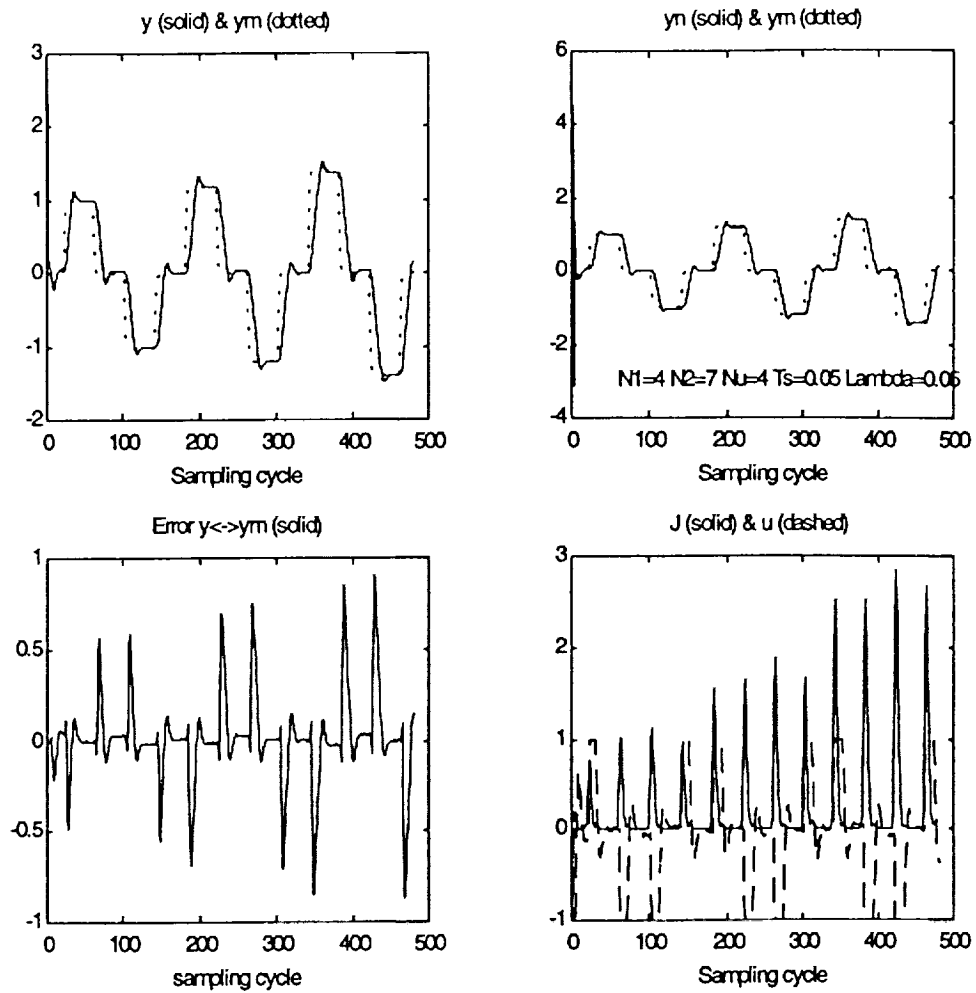 y (solid) & ym (dotted)
3
2
1
0
-1
-2
0 100 200 300 400 500
Sampling cycle
yn (solid) & ym (dotted)
6
4
2
0
-2
-4
N1=4 N2=7 Nu=4 Ts=0.05 Lambda=0.05
0 100 200 300 400 500
Sampling cycle
Error y<->ym (solid)
1
0.5
0
-0.5
-1
0 100 200 300 400 500
sampling cycle
J (solid) & u (dashed)
3
2
1
0
-1
0 100 200 300 400 500
Sampling cycle